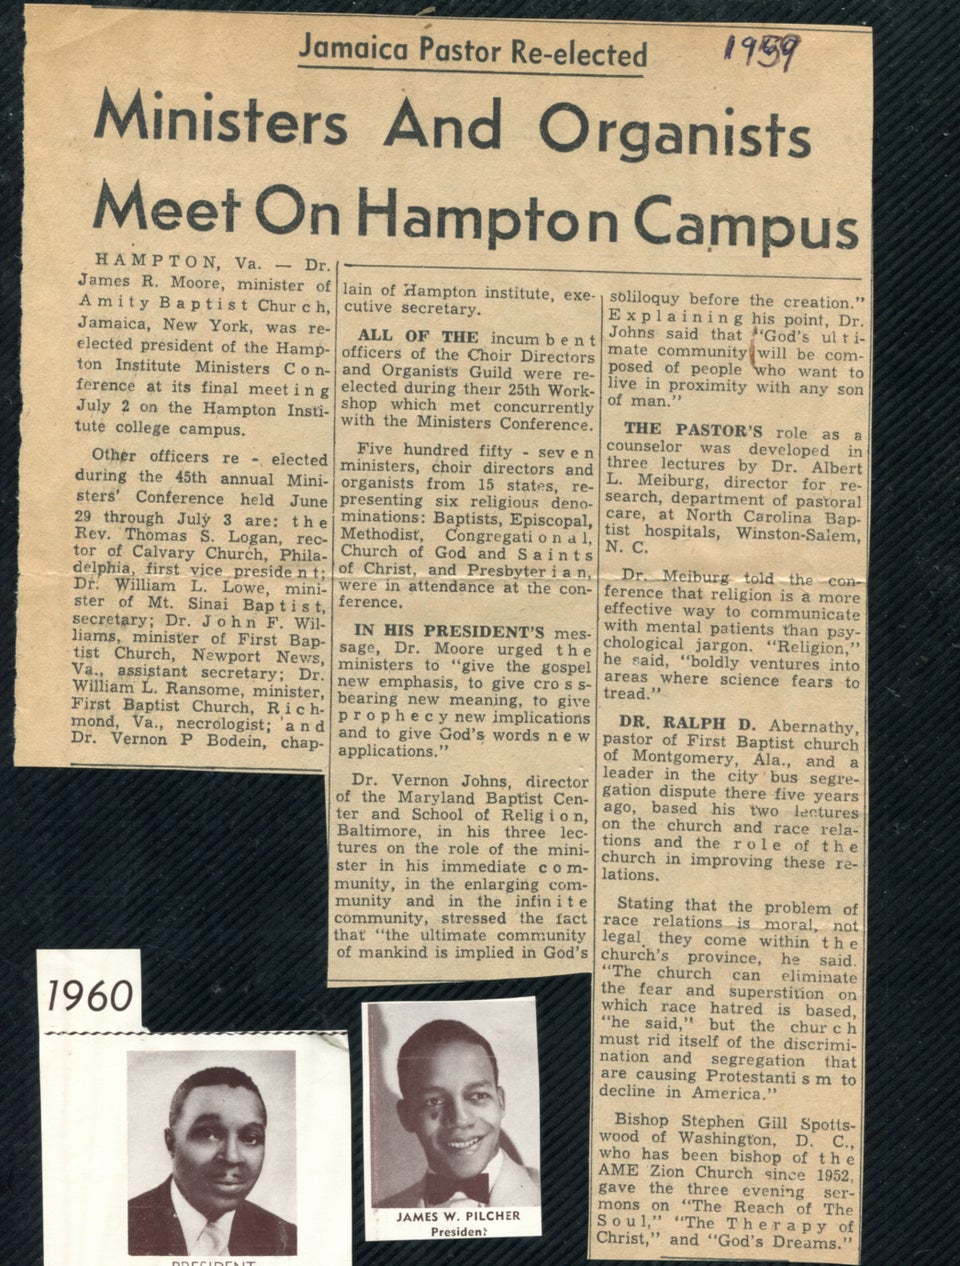 Jamaica Pastor Re-elected
1959
Ministers And Organists
Meet On Hampton Campus
HAMPTON, Va. — Dr.
James R. Moore, minister of
Amity Baptist Church,
Jamaica, New York, was re-
elected president of the Hamp-
ton Institute Ministers Con-
ference at its final meeting
July 2 on the Hampton Insti-
tute college campus.
Other officers re - elected
during the 45th annual Mini-
sters' Conference held June
29 through July 3 are: the
Rev. Thomas S. Logan, rec-
tor of Calvary Church, Phila-
delphia, first vice president;
Dr. William L. Lowe, mini-
ster of Mt. Sinai Baptist,
secretary; Dr. John F. Wil-
liams, minister of First Bap-
tist Church, Newport News,
Va., assistant secretary; Dr.
William L. Ransome, minister,
First Baptist Church, Rich-
mond, Va., necrologist; and
Dr. Vernon P Bodein, chap-
lain of Hampton institute, exe-
cutive secretary.
ALL OF THE incumbent
officers of the Choir Directors
and Organists Guild were re-
elected during their 25th Work-
shop which met concurrently
with the Ministers Conference.
Five hundred fifty - seven
ministers, choir directors and
organists from 15 states, re-
presenting six religious deno-
minations: Baptists, Episcopal,
Methodist, Congregational,
Church of God and Saints
of Christ, and Presbyterian,
were in attendance at the con-
ference.
IN HIS PRESIDENT'S mes-
sage, Dr. Moore urged the
ministers to "give the gospel
new emphasis, to give cross-
bearing new meaning, to give
prophecy new implications
and to give God's words new
applications."
Dr. Vernon Johns, director
of the Maryland Baptist Cen-
ter and School of Religion,
Baltimore, in his three lec-
tures on the role of the mini-
ster in his immediate com-
munity, in the enlarging com-
munity and in the infinite
community, stressed the fact
that "the ultimate community
of mankind is implied in God's
soliloquy before the creation."
Explaining his point, Dr.
Johns said that "God's ulti-
mate community will be com-
posed of people who want to
live in proximity with any son
of man."
THE PASTOR'S role as a
counselor was developed in
three lectures by Dr. Albert
L. Meiburg, director for re-
search, department of pastoral
care, at North Carolina Bap-
tist hospitals, Winston-Salem,
N. C.
Dr. Meiburg told the con-
ference that religion is a more
effective way to communicate
with mental patients than psy-
chological jargon. "Religion,"
he said, "boldly ventures into
areas where science fears to
tread."
DR. RALPH D. Abernathy,
pastor of First Baptist church
of Montgomery, Ala., and a
leader in the city bus segre-
gation dispute there five years
ago, based his two lectures
on the church and race rela-
tions and the role of the
church in improving these re-
lations.
Stating that the problem of
race relations is moral, not
legal, they come within the
church's province, he said.
"The church can eliminate
the fear and superstition on
which race hatred is based,
"he said," but the church
must rid itself of the discrimi-
nation and segregation that
are causing Protestantism to
decline in America."
Bishop Stephen Gill Spotts-
wood of Washington, D. C.,
who has been bishop of the
AME Zion Church since 1952,
gave the three evening ser-
mons on "The Reach of The
Soul," "The Therapy of
Christ," and "God's Dreams."
1960
JAMES W. PILCHER
President
PRESIDENT